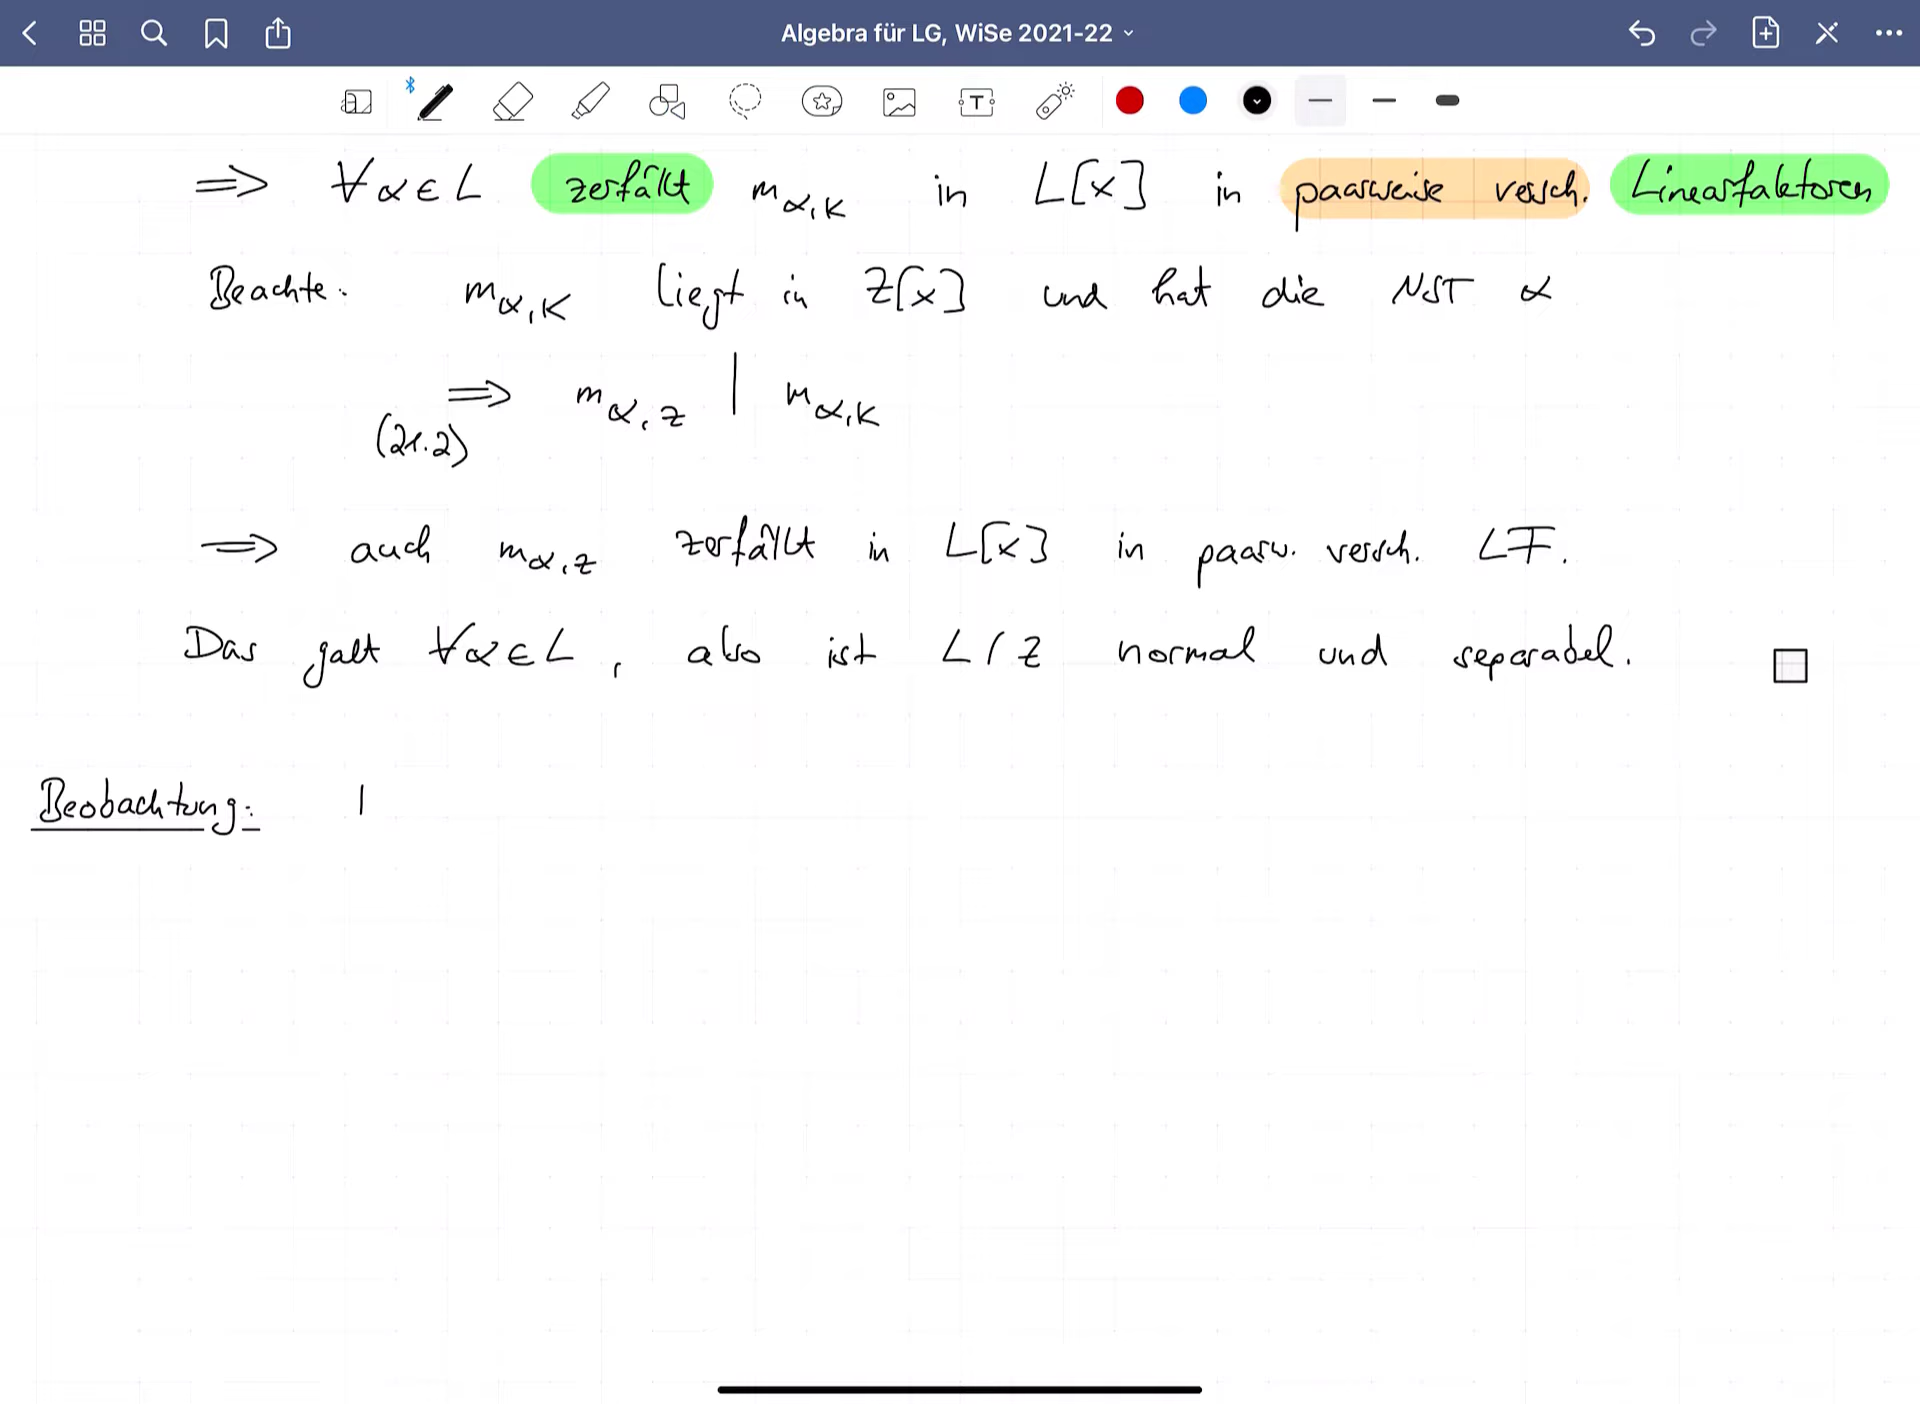 Algebra für LG, WiSe 2021-22
⟹ ∀α∈L zerfällt m_{α,K} in L[x] in paarweise versch. Linearfaktoren
Beachte: m_{α,K} liegt in Z[x] und hat die NST α
⟹ m_{α,Z} | m_{α,K}
(21.2)
⟹ auch m_{α,Z} zerfällt in L[x] in paarw. versch. LF.
Das galt ∀α∈L, also ist L/Z normal und separabel. □
Beobachtung: I